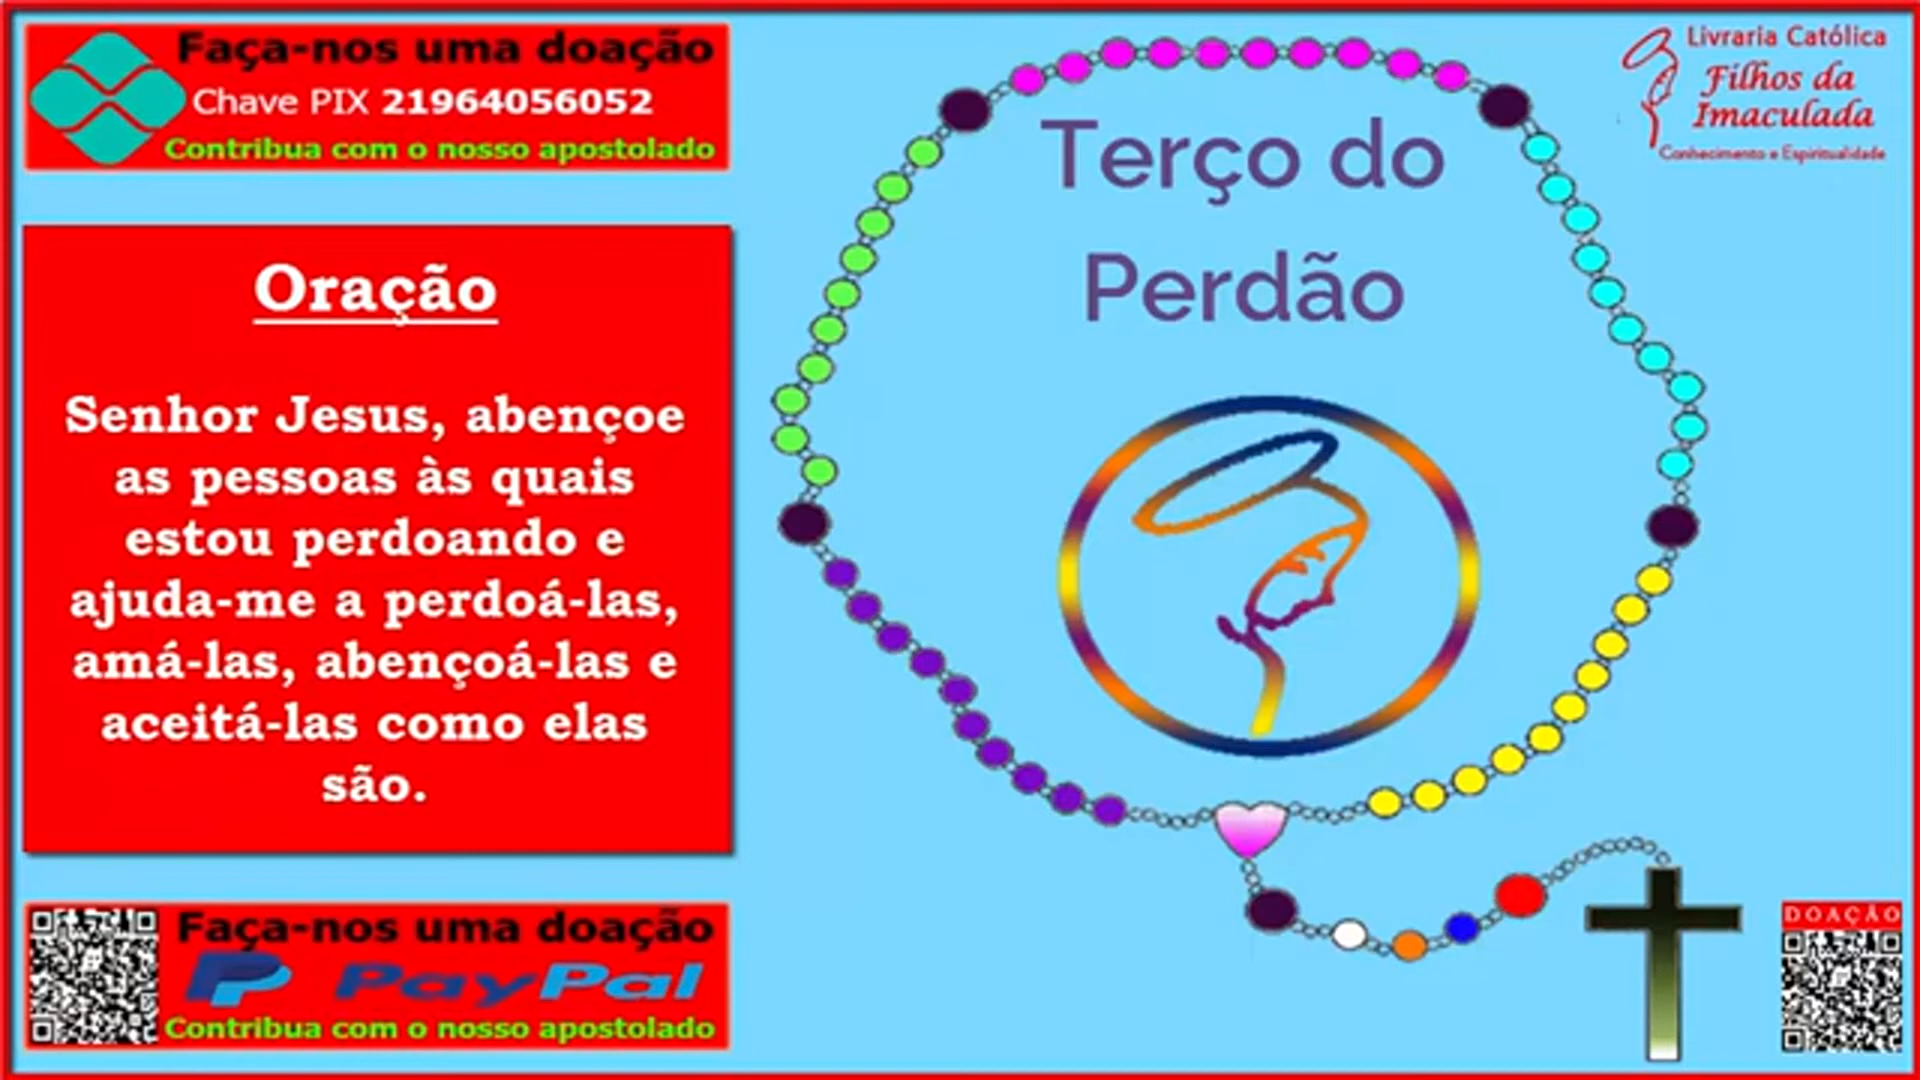 Faça-nos uma doação
Chave PIX 21964056052
Contribua com o nosso apostolado
Oração
Senhor Jesus, abençoe
as pessoas às quais
estou perdoando e
ajuda-me a perdoá-las,
amá-las, abençoá-las e
aceitá-las como elas
são.
Faça-nos uma doação
PayPal
Contribua com o nosso apostolado
Terço do
Perdão
Livraria Católica
Filhos da
Imaculada
Conhecimento e Espiritualidade
DOAÇÃO